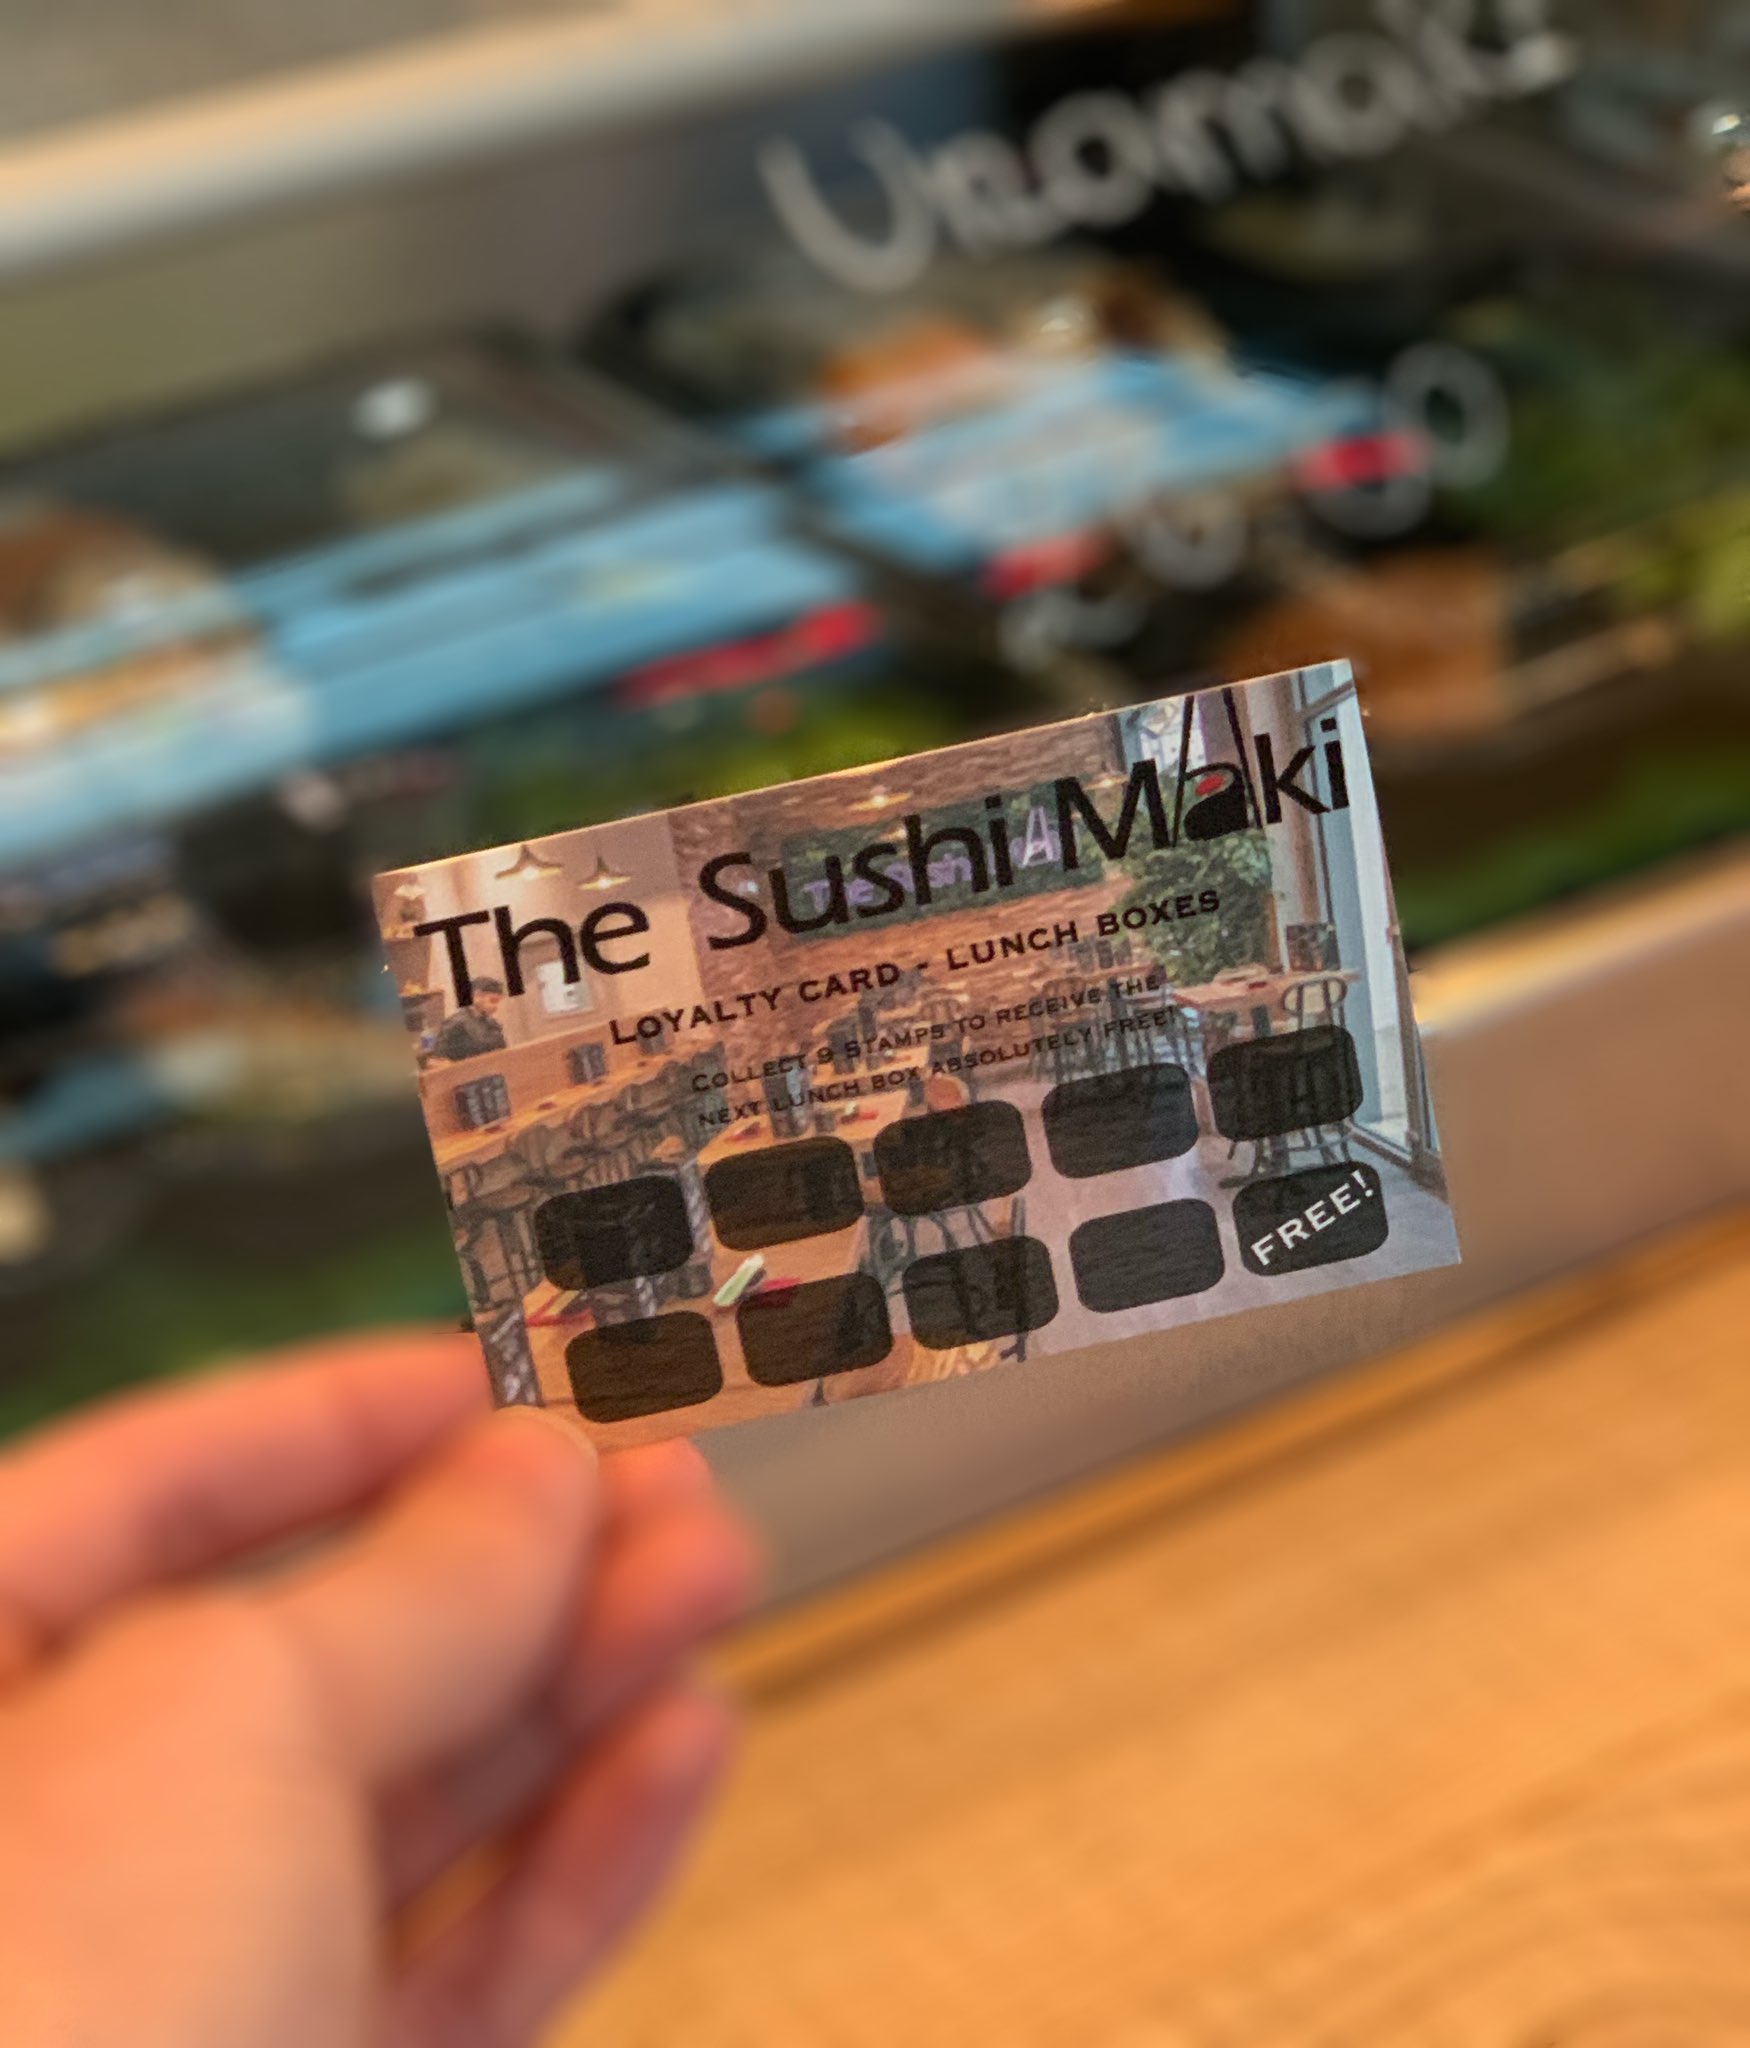 Uramaki
The Sushi Maki
LOYALTY CARD - LUNCH BOXES
COLLECT 9 STAMPS TO RECEIVE THE
NEXT LUNCH BOX ABSOLUTELY FREE!
FREE!